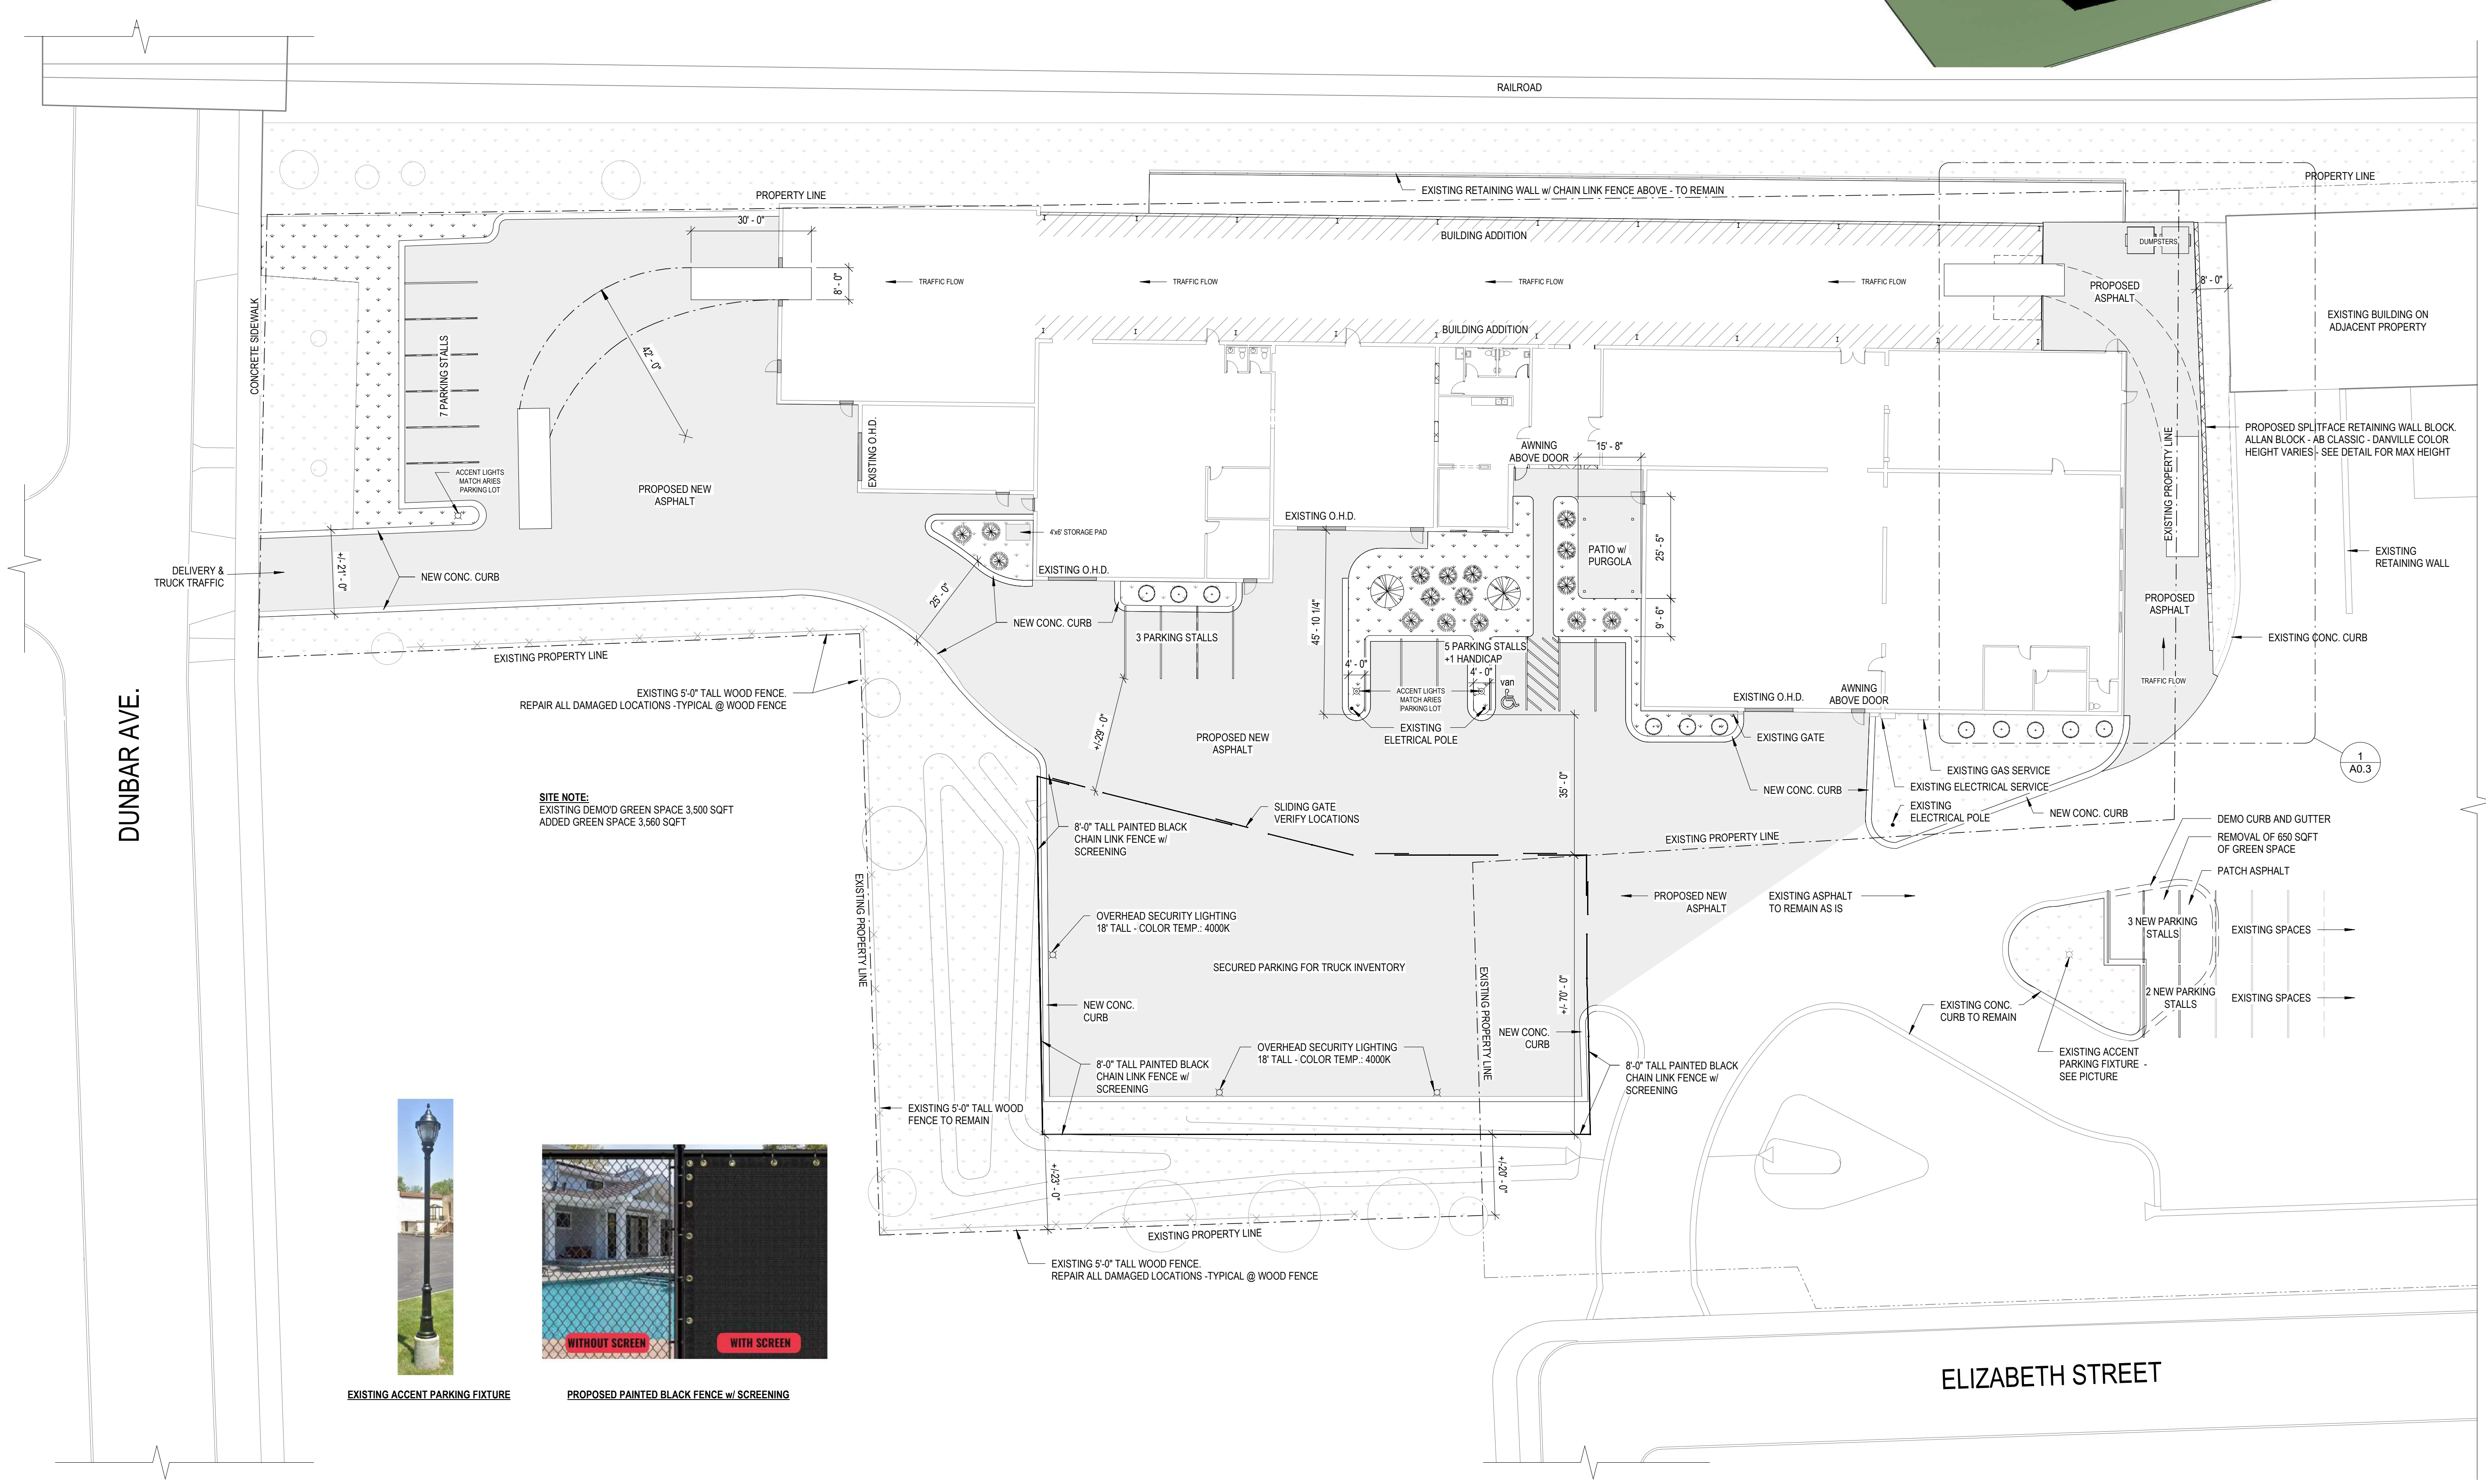 RAILROAD
PROPERTY LINE
PROPERTY LINE
EXISTING RETAINING WALL w/ CHAIN LINK FENCE ABOVE - TO REMAIN
30' - 0"
8' - 0"
BUILDING ADDITION
DUMPSTERS
TRAFFIC FLOW
TRAFFIC FLOW
TRAFFIC FLOW
TRAFFIC FLOW
PROPOSED
ASPHALT
8' - 0"
EXISTING BUILDING ON
ADJACENT PROPERTY
BUILDING ADDITION
CONCRETE SIDEWALK
7 PARKING STALLS
42' - 0"
ACCENT LIGHTS
MATCH ARIES
PARKING LOT
PROPOSED NEW
ASPHALT
EXISTING O.H.D.
AWNING
ABOVE DOOR
15' - 8"
EXISTING PROPERTY LINE
PROPOSED SPLITFACE RETAINING WALL BLOCK.
ALLAN BLOCK - AB CLASSIC - DANVILLE COLOR
HEIGHT VARIES - SEE DETAIL FOR MAX HEIGHT
EXISTING O.H.D.
4'x6' STORAGE PAD
PATIO w/
PURGOLA
25' - 5"
EXISTING
RETAINING WALL
DELIVERY &
TRUCK TRAFFIC
+/- 21' - 0"
NEW CONC. CURB
EXISTING O.H.D.
25' - 0"
NEW CONC. CURB
3 PARKING STALLS
45' - 10 1/4"
9' - 6"
PROPOSED
ASPHALT
EXISTING CONC. CURB
EXISTING PROPERTY LINE
5 PARKING STALLS
+1 HANDICAP
4' - 0"
4' - 0"
van
ACCENT LIGHTS
MATCH ARIES
PARKING LOT
TRAFFIC FLOW
EXISTING 5'-0" TALL WOOD FENCE.
REPAIR ALL DAMAGED LOCATIONS -TYPICAL @ WOOD FENCE
EXISTING O.H.D.
AWNING
ABOVE DOOR
+/-29' - 0"
PROPOSED NEW
ASPHALT
EXISTING
ELETRICAL POLE
EXISTING GATE
DUNBAR AVE.
1
A0.3
EXISTING GAS SERVICE
EXISTING ELECTRICAL SERVICE
35' - 0"
NEW CONC. CURB
EXISTING
ELECTRICAL POLE
NEW CONC. CURB
SITE NOTE:
EXISTING DEMO'D GREEN SPACE 3,500 SQFT
ADDED GREEN SPACE 3,560 SQFT
SLIDING GATE
VERIFY LOCATIONS
8'-0" TALL PAINTED BLACK
CHAIN LINK FENCE w/
SCREENING
EXISTING PROPERTY LINE
DEMO CURB AND GUTTER
REMOVAL OF 650 SQFT
OF GREEN SPACE
PATCH ASPHALT
EXISTING PROPERTY LINE
PROPOSED NEW
ASPHALT
EXISTING ASPHALT
TO REMAIN AS IS
OVERHEAD SECURITY LIGHTING
18' TALL - COLOR TEMP.: 4000K
3 NEW PARKING
STALLS
EXISTING SPACES
SECURED PARKING FOR TRUCK INVENTORY
EXISTING PROPERTY LINE
+/-70' - 0"
2 NEW PARKING
STALLS
EXISTING SPACES
NEW CONC.
CURB
EXISTING CONC.
CURB TO REMAIN
NEW CONC.
CURB
OVERHEAD SECURITY LIGHTING
18' TALL - COLOR TEMP.: 4000K
8'-0" TALL PAINTED BLACK
CHAIN LINK FENCE w/
SCREENING
8'-0" TALL PAINTED BLACK
CHAIN LINK FENCE w/
SCREENING
EXISTING ACCENT
PARKING FIXTURE -
SEE PICTURE
EXISTING 5'-0" TALL WOOD
FENCE TO REMAIN
+/-23' - 0"
+/-20' - 0"
EXISTING PROPERTY LINE
EXISTING 5'-0" TALL WOOD FENCE.
REPAIR ALL DAMAGED LOCATIONS -TYPICAL @ WOOD FENCE
WITHOUT SCREEN
WITH SCREEN
EXISTING ACCENT PARKING FIXTURE
PROPOSED PAINTED BLACK FENCE w/ SCREENING
ELIZABETH STREET